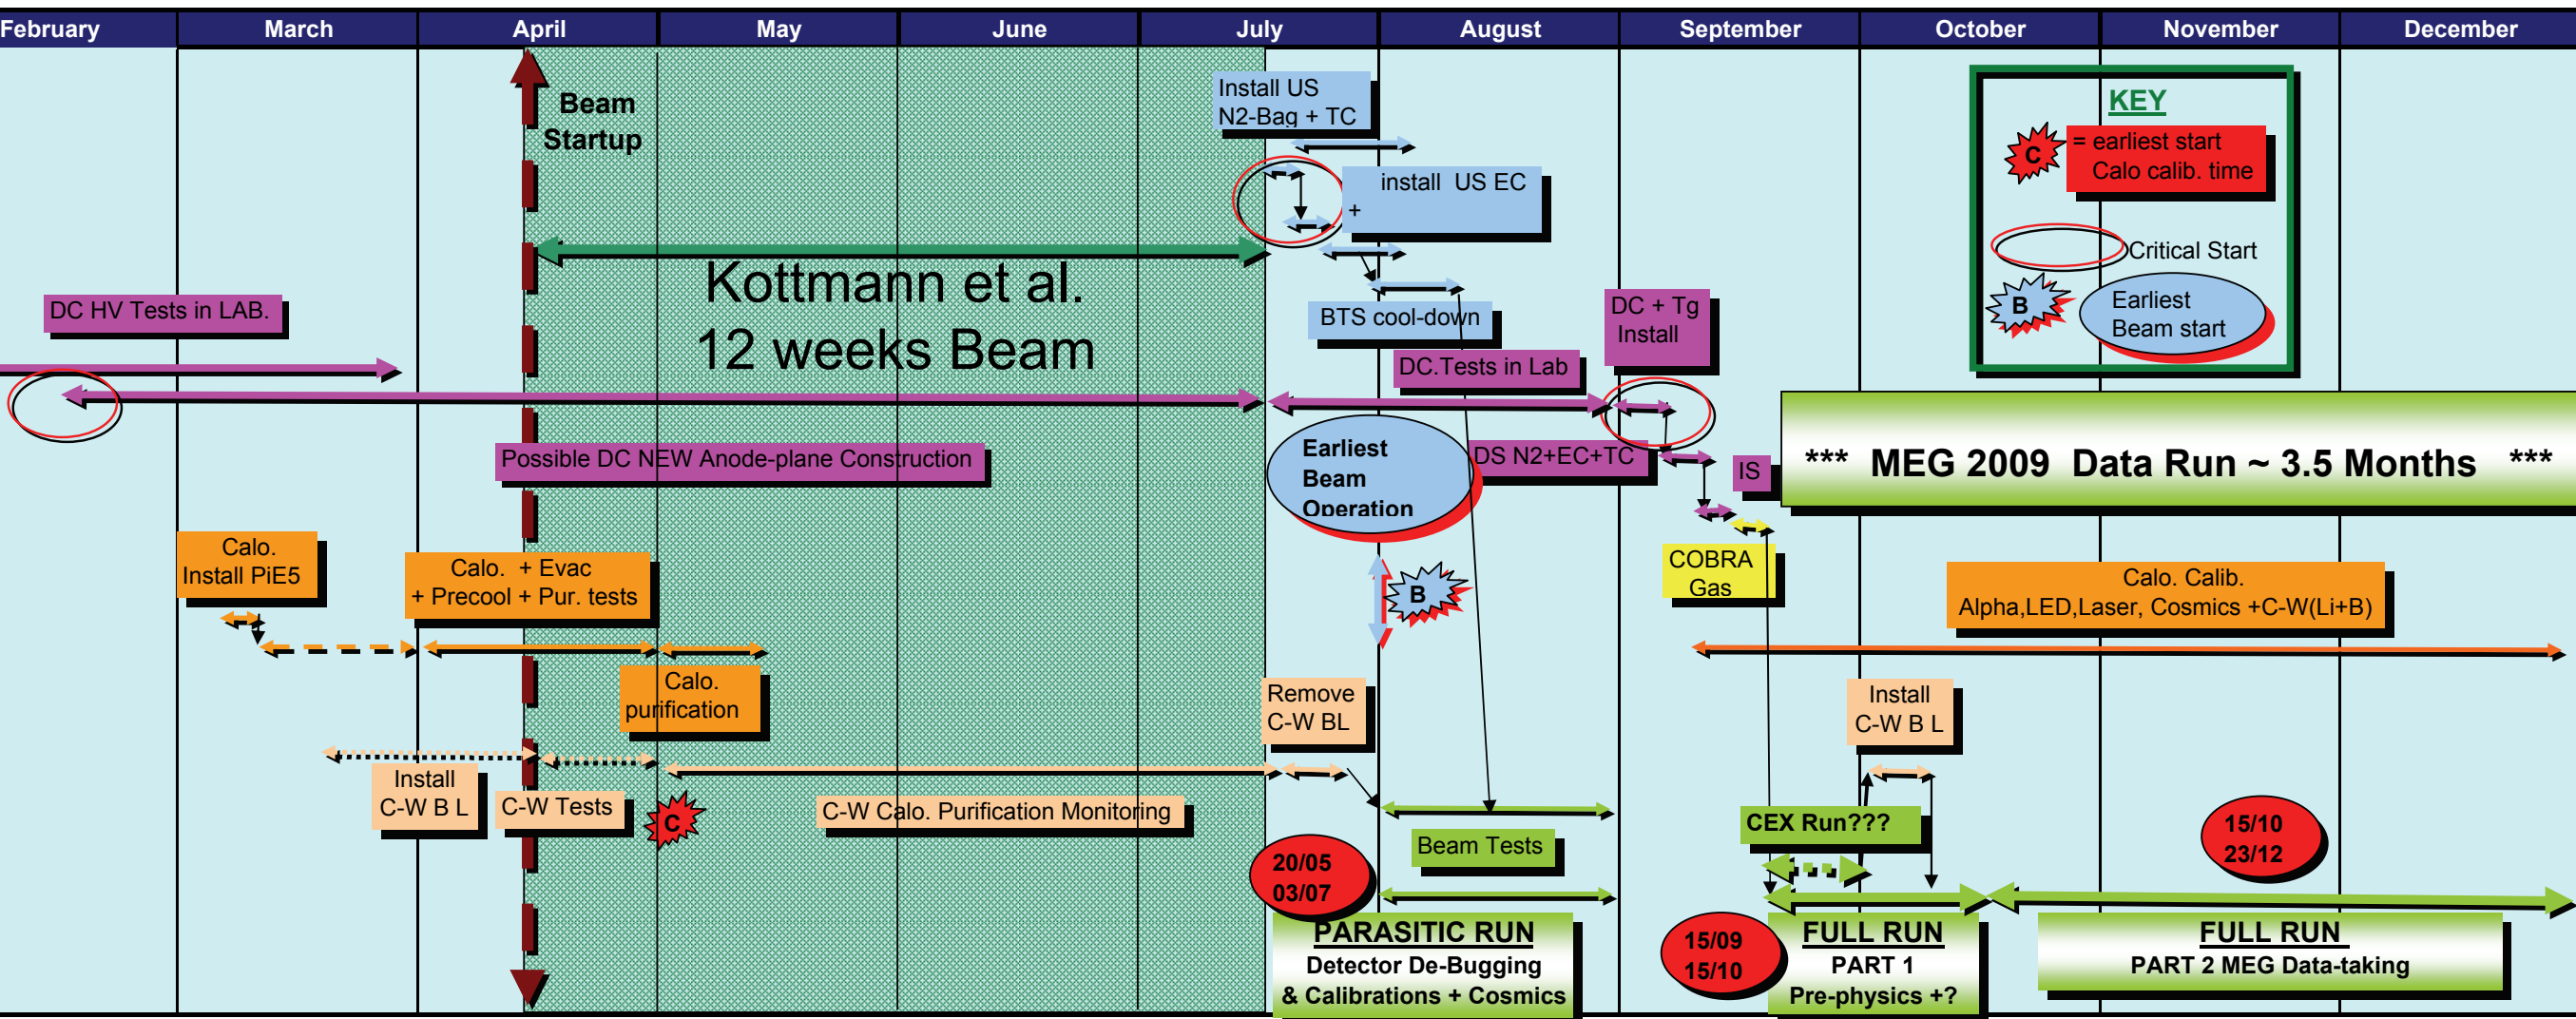 February March April May June July August September October November December
Beam
Startup
Install US
N2-Bag + TC
install US EC
+
KEY
C
= earliest start
Calo calib. time
Critical Start
B
Earliest
Beam start
Kottmann et al.
12 weeks Beam
DC HV Tests in LAB.
BTS cool-down
DC + Tg
Install
DC.Tests in Lab
Possible DC NEW Anode-plane Construction
Earliest
Beam
Operation
DS N2+EC+TC
IS
*** MEG 2009 Data Run ~ 3.5 Months ***
Calo.
Install PiE5
Calo. + Evac
+ Precool + Pur. tests
B
COBRA
Gas
Calo. Calib.
Alpha,LED,Laser, Cosmics +C-W(Li+B)
Calo.
purification
Remove
C-W BL
Install
C-W B L
Install
C-W B L
C-W Tests
C
C-W Calo. Purification Monitoring
Beam Tests
CEX Run???
15/10
23/12
20/05
03/07
PARASITIC RUN
Detector De-Bugging
& Calibrations + Cosmics
15/09
15/10
FULL RUN
PART 1
Pre-physics +?
FULL RUN
PART 2 MEG Data-taking